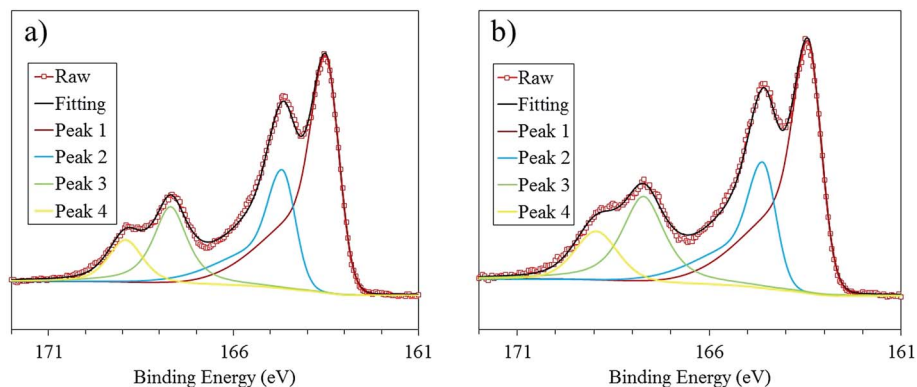 a)
Raw
Fitting
Peak 1
Peak 2
Peak 3
Peak 4
171
166
161
Binding Energy (eV)
b)
Raw
Fitting
Peak 1
Peak 2
Peak 3
Peak 4
171
166
161
Binding Energy (eV)